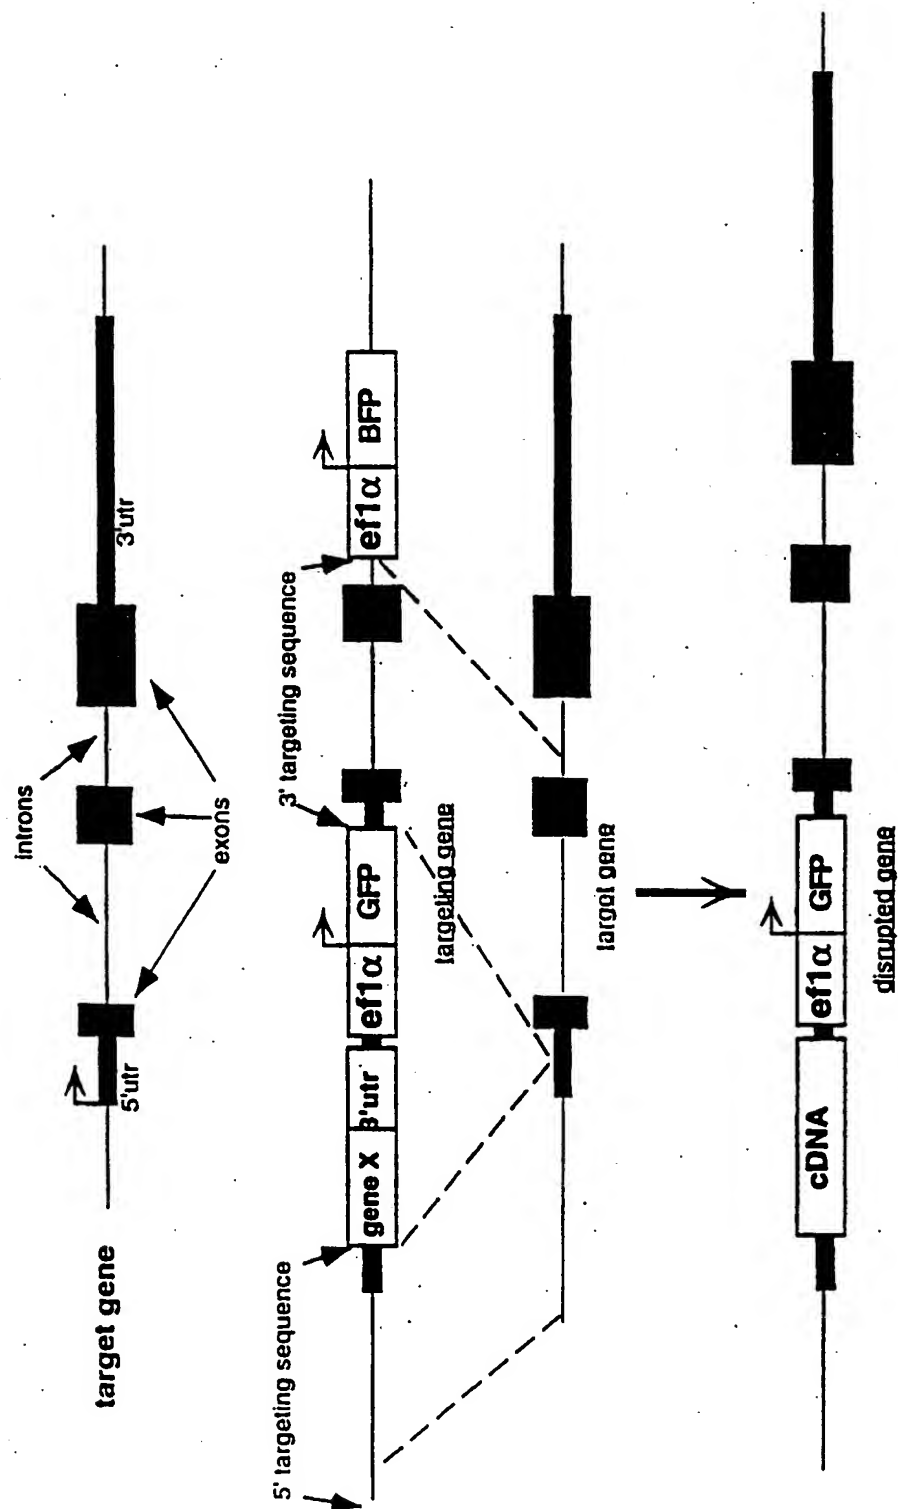 target gene
introns
exons
5'utr
3'utr
5' targeting sequence
3' targeting sequence
gene X
3'utr
ef1α
GFP
ef1α
BFP
targeting gene
target gene
cDNA
ef1α
GFP
disrupted gene